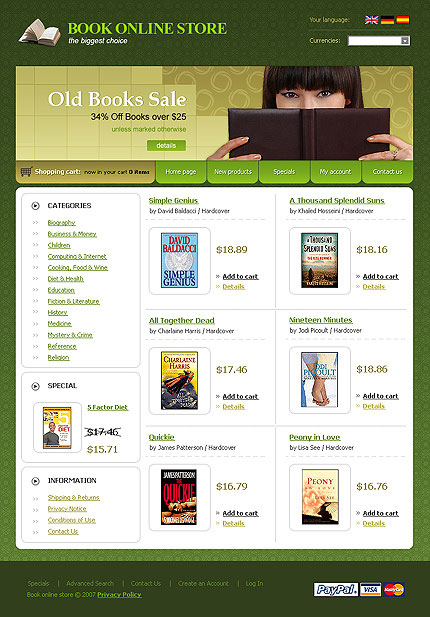 BOOK ONLINE STORE
the biggest choice
Your language:
Currencies:
Old Books Sale
34% Off Books over $25
unless marked otherwise
details
Shopping cart: now in your cart 0 items
Home page
New products
Specials
My account
Contact us
CATEGORIES
Biography
Business & Money
Children
Computing & Internet
Cooking, Food & Wine
Diet & Health
Education
Fiction & Literature
History
Medicine
Mystery & Crime
Reference
Religion
SPECIAL
5 Factor Diet
$17.46
$15.71
INFORMATION
Shipping & Returns
Privacy Notice
Conditions of Use
Contact Us
Simple Genius
by David Baldacci / Hardcover
DAVID
BALDACCI
SIMPLE
GENIUS
$18.89
Add to cart
Details
A Thousand Splendid Suns
by Khaled Hosseini / Hardcover
A THOUSAND
SPLENDID SUNS
$18.16
Add to cart
Details
All Together Dead
by Charlaine Harris / Hardcover
CHARLAINE
HARRIS
$17.46
Add to cart
Details
Nineteen Minutes
by Jodi Picoult / Hardcover
JODI
PICOULT
$18.86
Add to cart
Details
Quickie
by James Patterson / Hardcover
JAMES PATTERSON
THE
QUICKIE
$16.79
Add to cart
Details
Peony in Love
by Lisa See / Hardcover
PEONY
IN LOVE
$16.76
Add to cart
Details
Specials | Advanced Search | Contact Us | Create an Account | Log In
Book online store © 2007 Privacy Policy
PayPal VISA MasterCard